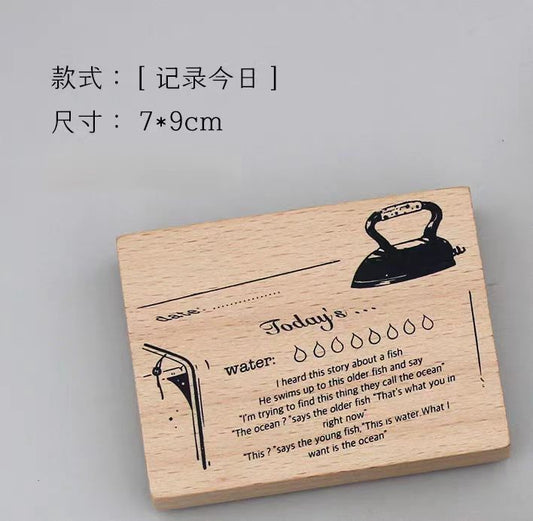 款式：[ 记录今日 ]
尺寸： 7*9cm
date: ..............
Today's ...
water:
I heard this story about a fish
He swims up to this older fish and say
"I'm trying to find this thing they call the ocean"
"The ocean ? "says the older fish "That's what you in
right now"
"This ? "says the young fish, "This is water. What I
want is the ocean"